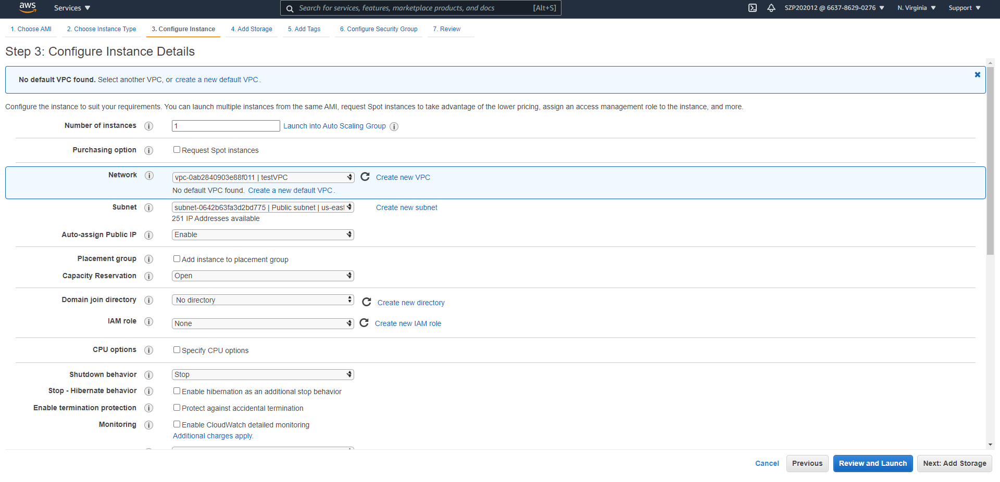 aws
Services
Search for services, features, marketplace products, and docs [Alt+S]
SZP202012 @ 6637-8629-0276
N. Virginia
Support
1. Choose AMI
2. Choose Instance Type
3. Configure Instance
4. Add Storage
5. Add Tags
6. Configure Security Group
7. Review
Step 3: Configure Instance Details
No default VPC found. Select another VPC, or create a new default VPC.
Configure the instance to suit your requirements. You can launch multiple instances from the same AMI, request Spot instances to take advantage of the lower pricing, assign an access management role to the instance, and more.
Number of instances i 1 Launch into Auto Scaling Group i
Purchasing option i Request Spot instances
Network i vpc-0ab2840903e88f011 | testVPC Create new VPC
No default VPC found. Create a new default VPC.
Subnet i subnet-0642b63fa3d2bd775 | Public subnet | us-east Create new subnet
251 IP Addresses available
Auto-assign Public IP i Enable
Placement group i Add instance to placement group
Capacity Reservation i Open
Domain join directory i No directory Create new directory
IAM role i None Create new IAM role
CPU options i Specify CPU options
Shutdown behavior i Stop
Stop - Hibernate behavior i Enable hibernation as an additional stop behavior
Enable termination protection i Protect against accidental termination
Monitoring i Enable CloudWatch detailed monitoring
Additional charges apply.
Cancel
Previous
Review and Launch
Next: Add Storage